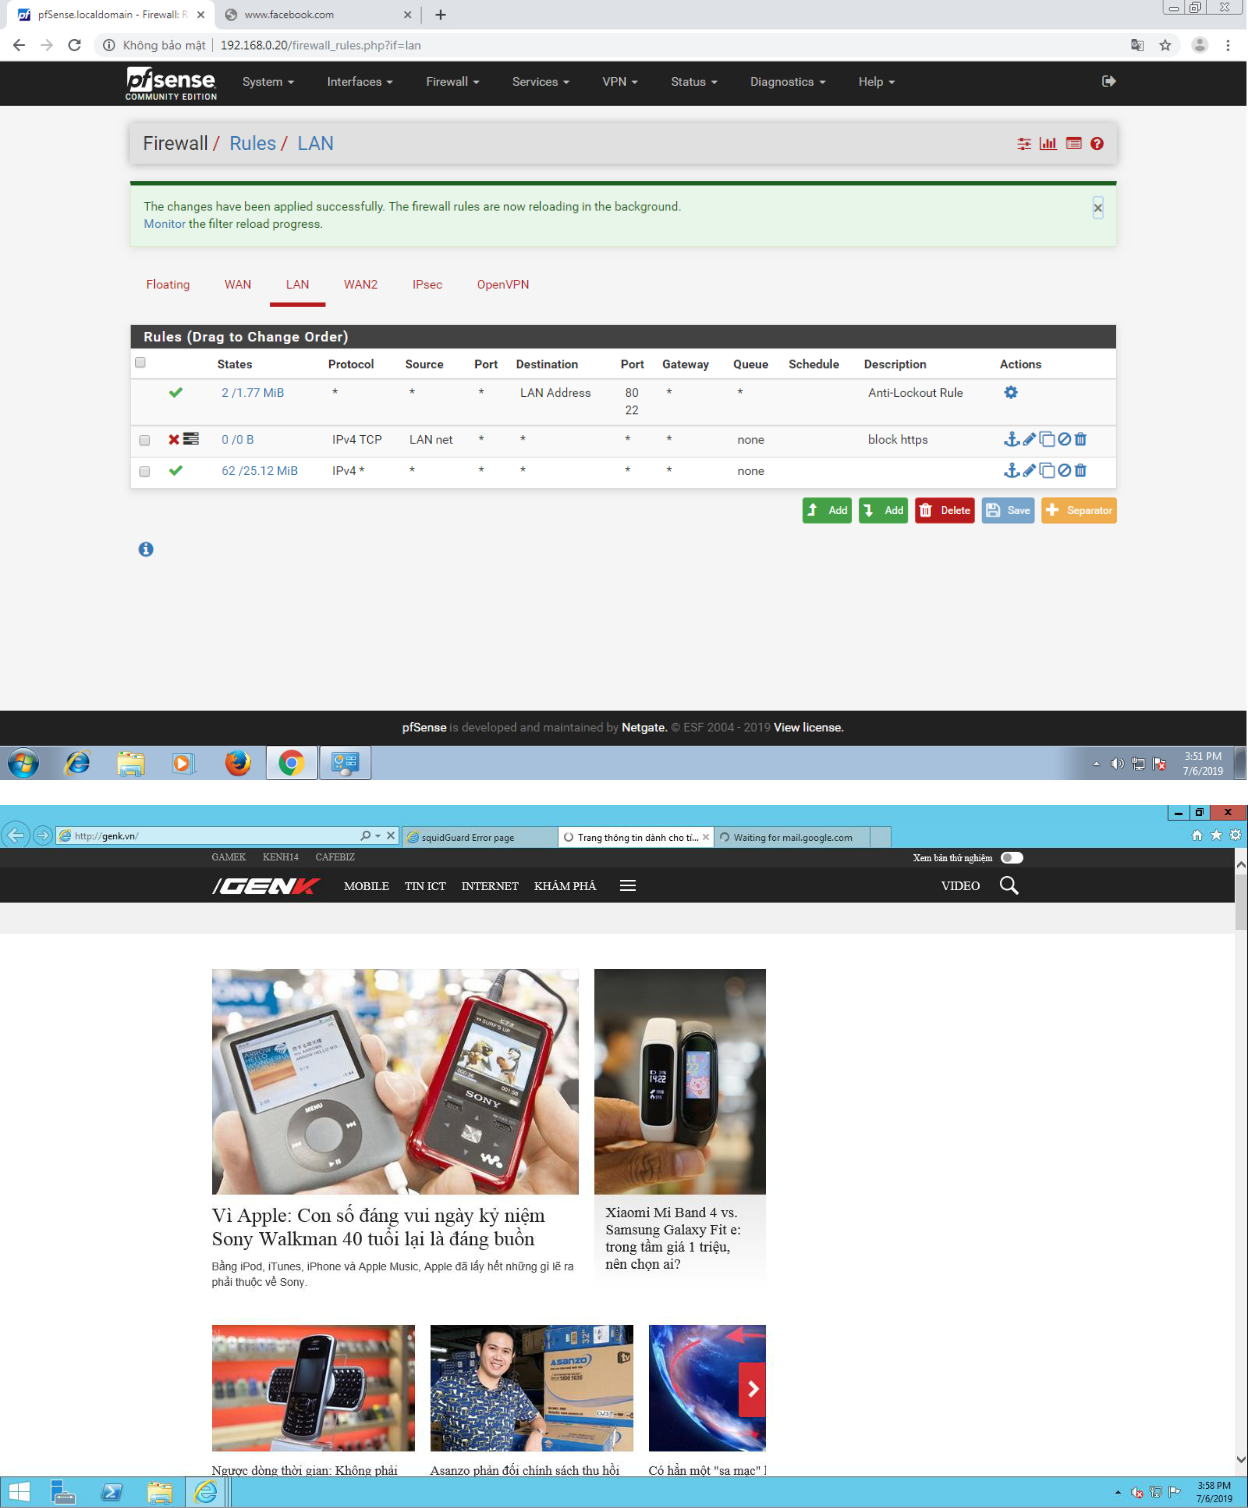 pfSense.localdomain - Firewall: R
www.facebook.com
Không bảo mật | 192.168.0.20/firewall_rules.php?if=lan
pfsense
COMMUNITY EDITION
System Interfaces Firewall Services VPN Status Diagnostics Help
Firewall / Rules / LAN
The changes have been applied successfully. The firewall rules are now reloading in the background.
Monitor the filter reload progress.
Floating WAN LAN WAN2 IPsec OpenVPN
Rules (Drag to Change Order)
States Protocol Source Port Destination Port Gateway Queue Schedule Description Actions
2 /1.77 MiB * * * LAN Address 80 * * Anti-Lockout Rule
22
0 /0 B IPv4 TCP LAN net * * * * none block https
62 /25.12 MiB IPv4 * * * * * * none
Add Add Delete Save Separator
pfSense is developed and maintained by Netgate. © ESF 2004 - 2019 View license.
3:51 PM
7/6/2019
http://genk.vn/
squidGuard Error page
Trang thông tin dành cho tí...
Waiting for mail.google.com
GAMEK KENH14 CAFEBIZ
Xem bản thử nghiệm
/GENK MOBILE TIN ICT INTERNET KHÁM PHÁ VIDEO
MENU
SONY
1422
Vì Apple: Con số đáng vui ngày kỷ niệm
Sony Walkman 40 tuổi lại là đáng buồn
Bằng iPod, iTunes, iPhone và Apple Music, Apple đã lấy hết những gì lẽ ra
phải thuộc về Sony.
Xiaomi Mi Band 4 vs.
Samsung Galaxy Fit e:
trong tầm giá 1 triệu,
nên chọn ai?
32"
ASANZO
Ngược dòng thời gian: Không phải
Asanzo phản đối chính sách thu hồi
Có hẳn một "sa mạc"
3:58 PM
7/6/2019